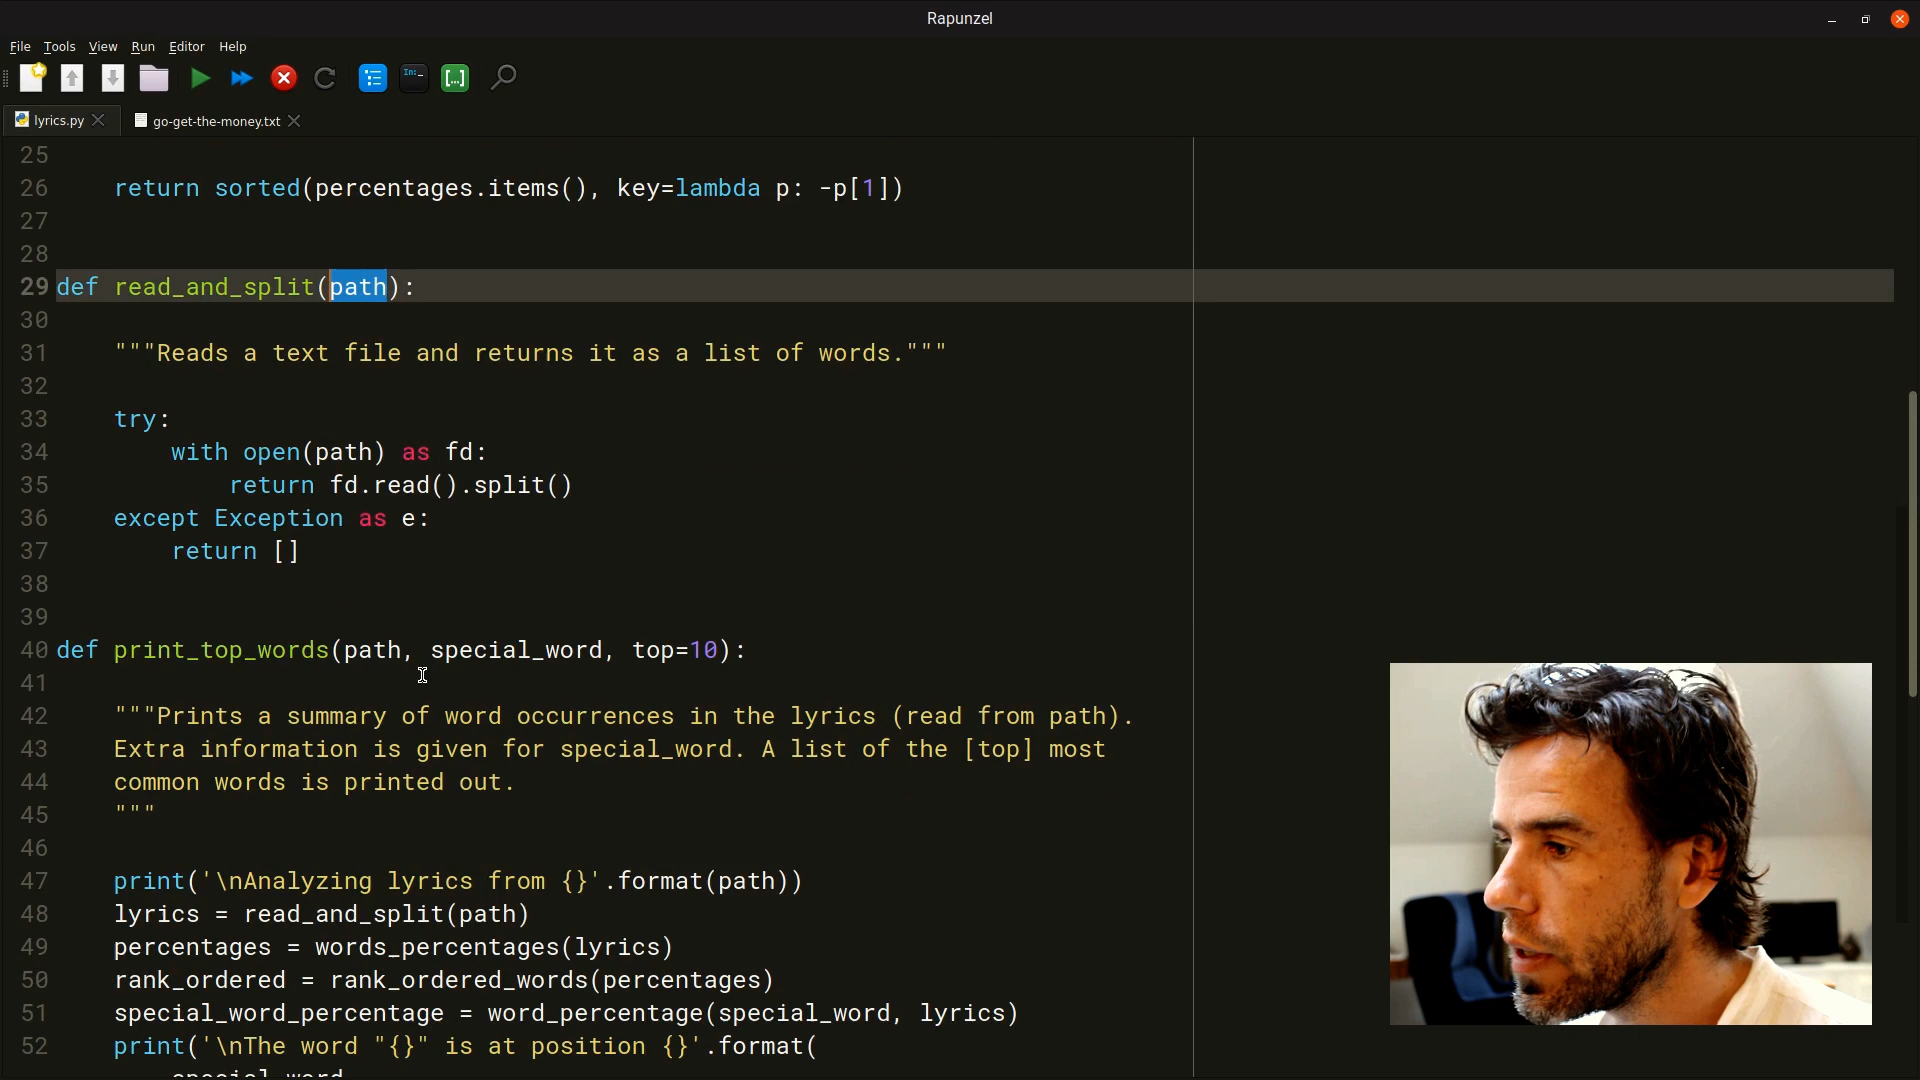 Rapunzel
File Tools View Run Editor Help
In:_
[...]
lyrics.py
go-get-the-money.txt
25
26 return sorted(percentages.items(), key=lambda p: -p[1])
27
28
29 def read_and_split(path):
30
31 """Reads a text file and returns it as a list of words."""
32
33 try:
34 with open(path) as fd:
35 return fd.read().split()
36 except Exception as e:
37 return []
38
39
40 def print_top_words(path, special_word, top=10):
41
42 """Prints a summary of word occurrences in the lyrics (read from path).
43 Extra information is given for special_word. A list of the [top] most
44 common words is printed out.
45 """
46
47 print('\nAnalyzing lyrics from {}'.format(path))
48 lyrics = read_and_split(path)
49 percentages = words_percentages(lyrics)
50 rank_ordered = rank_ordered_words(percentages)
51 special_word_percentage = word_percentage(special_word, lyrics)
52 print('\nThe word "{}" is at position {}'.format(
special_word